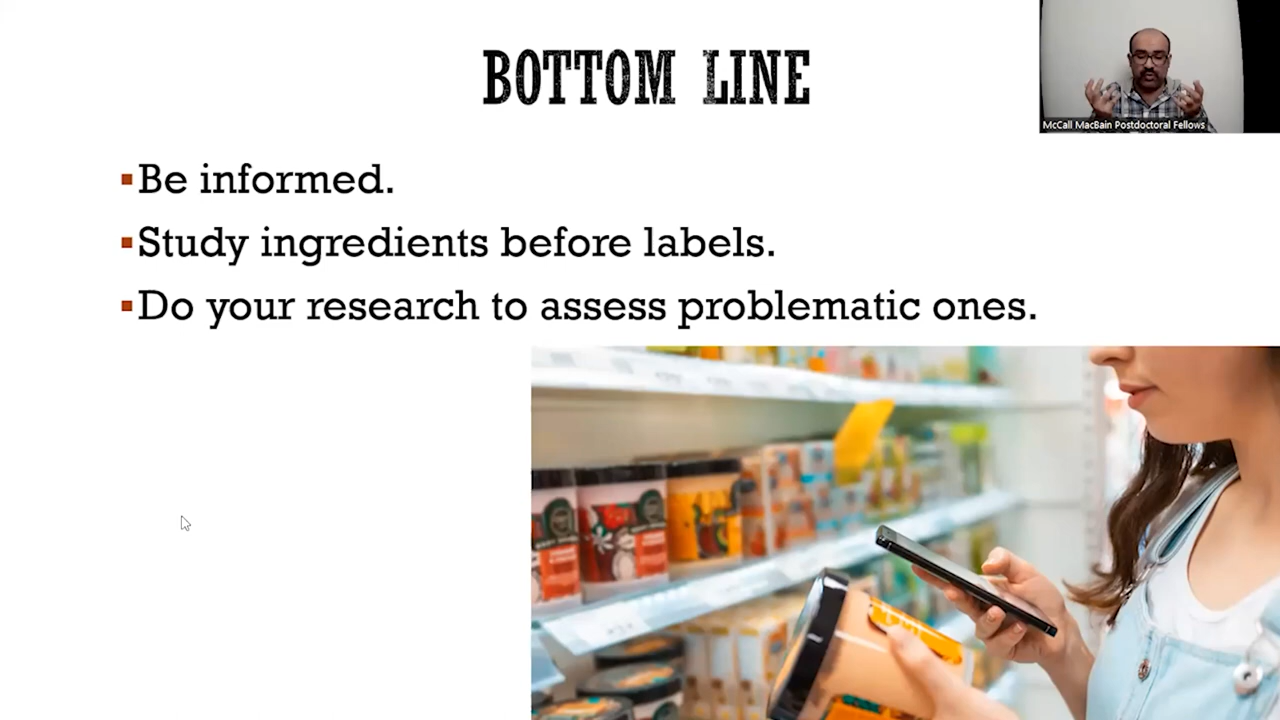 BOTTOM LINE
McCall MacBain Postdoctoral Fellows
Be informed.
Study ingredients before labels.
Do your research to assess problematic ones.